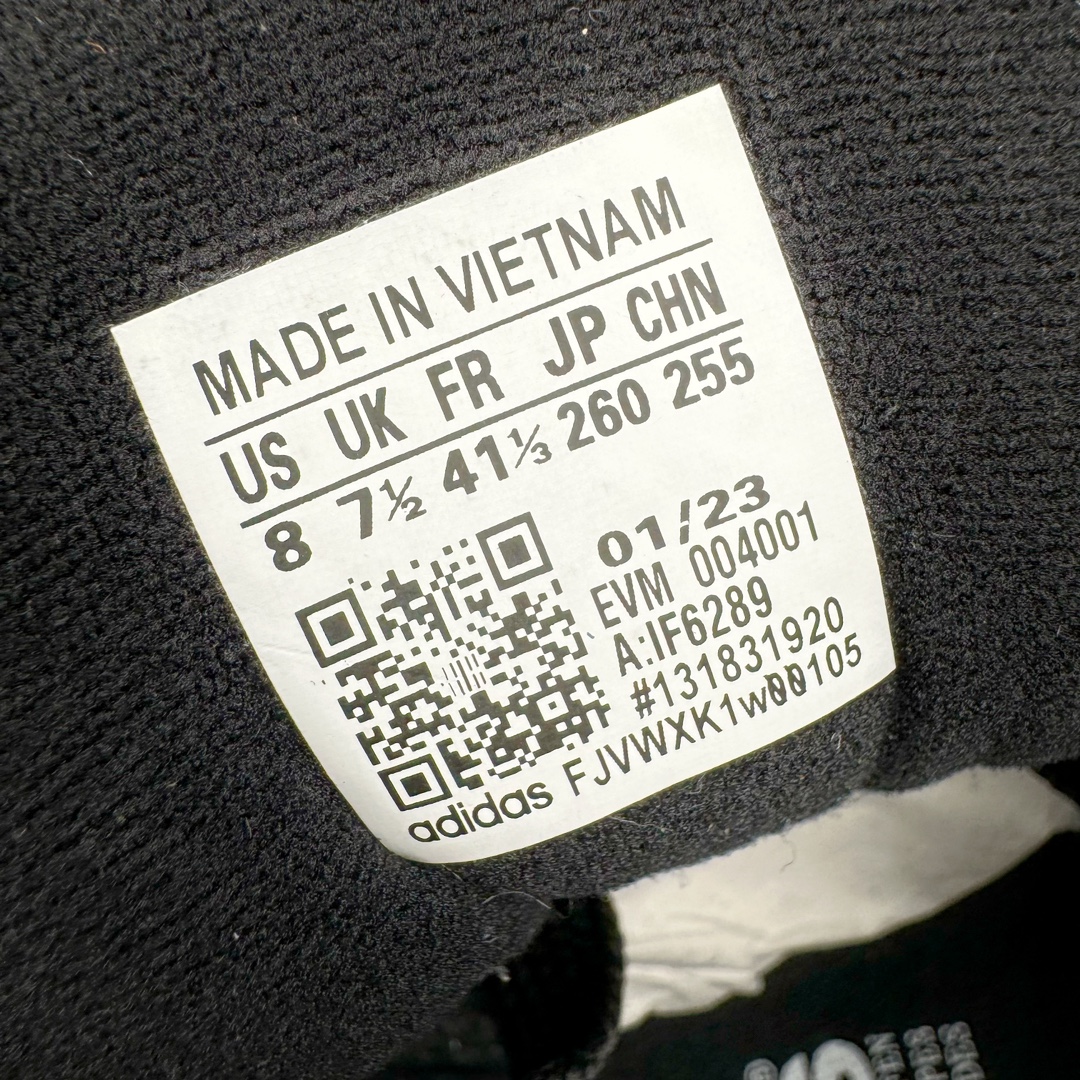 MADE IN VIETNAM
US UK FR JP CHN
8 7½ 41⅓ 260 255
01/23
EVM 004001
A:IF6289
#131831920
adidas FJVWXK1w00105